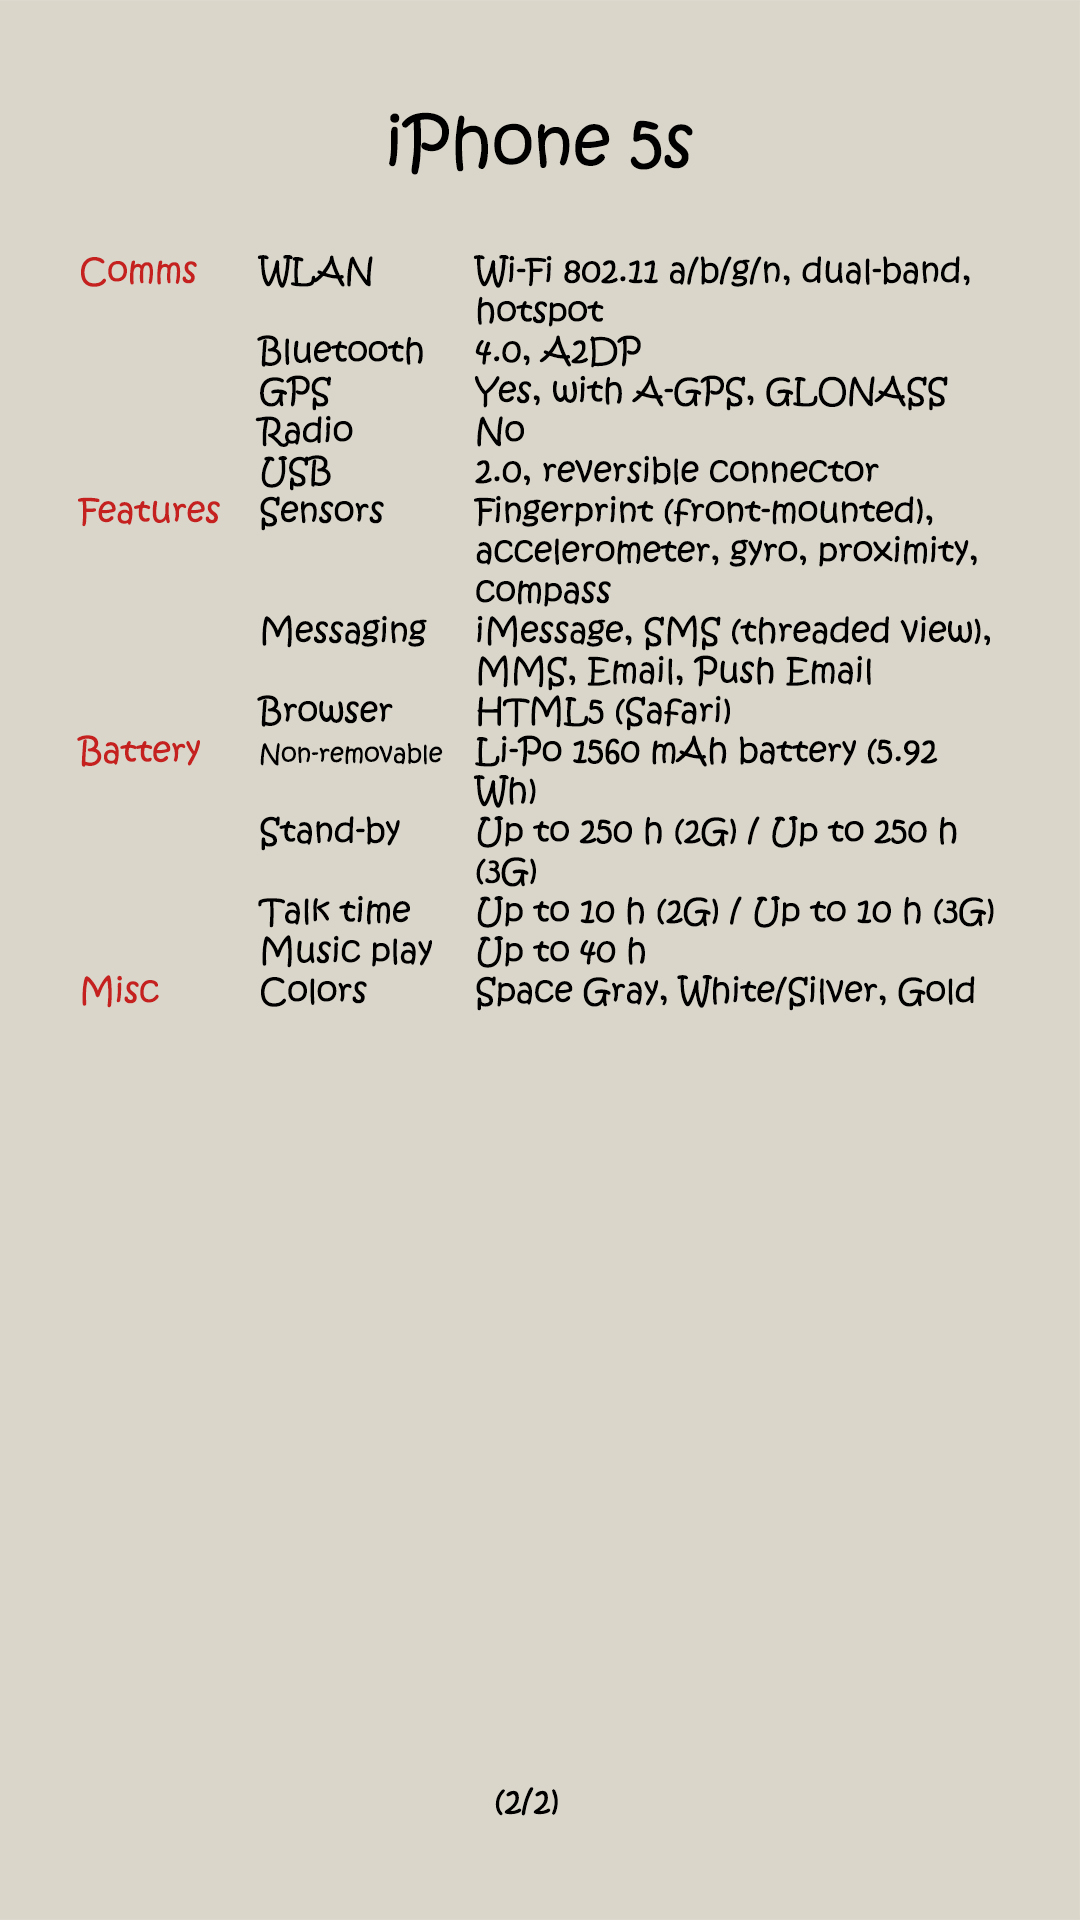 iPhone 5s
Comms WLAN Wi-Fi 802.11 a/b/g/n, dual-band,
hotspot
Bluetooth 4.0, A2DP
GPS Yes, with A-GPS, GLONASS
Radio No
USB 2.0, reversible connector
Features Sensors Fingerprint (front-mounted),
accelerometer, gyro, proximity,
compass
Messaging iMessage, SMS (threaded view),
MMS, Email, Push Email
Browser HTML5 (Safari)
Battery Non-removable Li-Po 1560 mAh battery (5.92
Wh)
Stand-by Up to 250 h (2G) / Up to 250 h
(3G)
Talk time Up to 10 h (2G) / Up to 10 h (3G)
Music play Up to 40 h
Misc Colors Space Gray, White/Silver, Gold
(2/2)